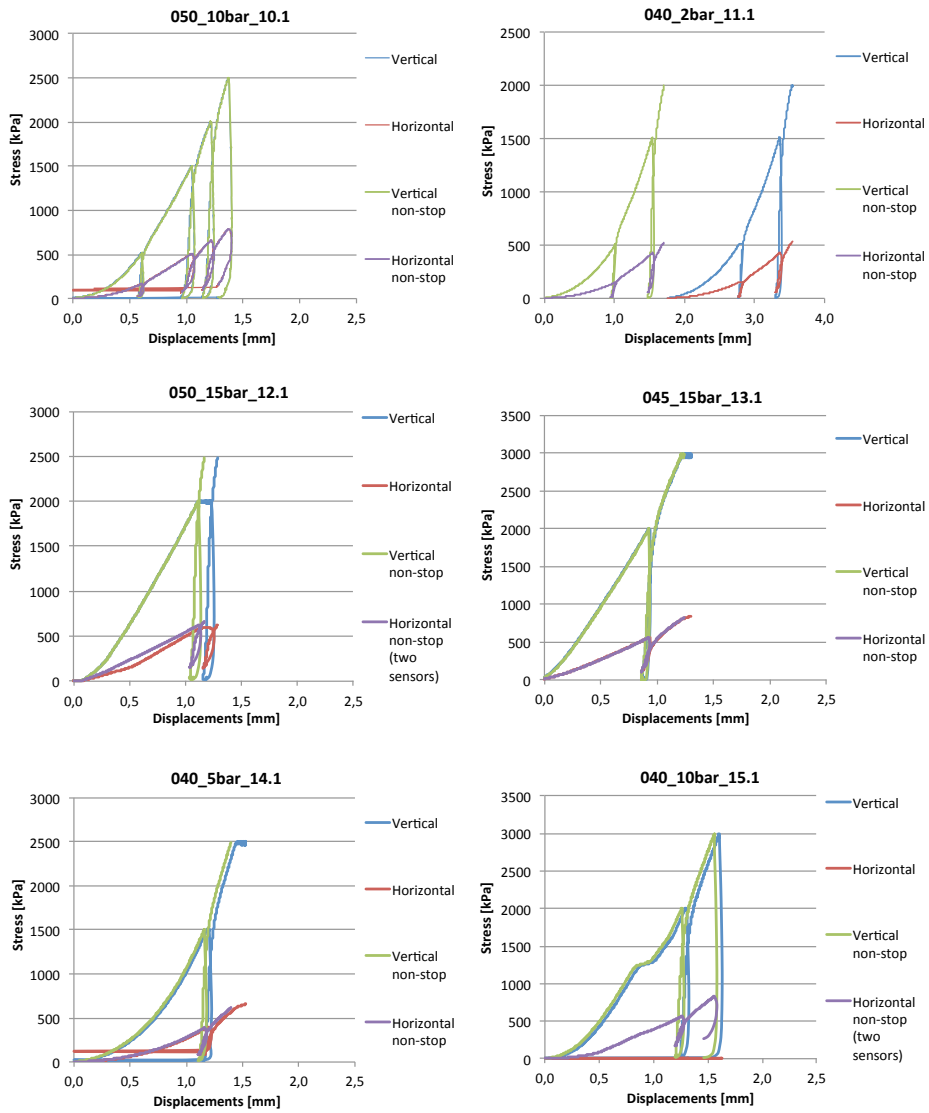 050_10bar_10.1
3000
2500
2000
1500
1000
500
0
Stress [kPa]
0,0 0,5 1,0 1,5 2,0 2,5
Displacements [mm]
Vertical
Horizontal
Vertical
non-stop
Horizontal
non-stop
040_2bar_11.1
2500
2000
1500
1000
500
0
Stress [kPa]
0,0 1,0 2,0 3,0 4,0
Displacements [mm]
Vertical
Horizontal
Vertical
non-stop
Horizontal
non-stop
050_15bar_12.1
3000
2500
2000
1500
1000
500
0
Stress [kPa]
0,0 0,5 1,0 1,5 2,0 2,5
Displacements [mm]
Vertical
Horizontal
Vertical
non-stop
Horizontal
non-stop
(two
sensors)
045_15bar_13.1
3500
3000
2500
2000
1500
1000
500
0
Stress [kPa]
0,0 0,5 1,0 1,5 2,0 2,5
Displacements [mm]
Vertical
Horizontal
Vertical
non-stop
Horizontal
non-stop
040_5bar_14.1
3000
2500
2000
1500
1000
500
0
Stress [kPa]
0,0 0,5 1,0 1,5 2,0 2,5
Displacements [mm]
Vertical
Horizontal
Vertical
non-stop
Horizontal
non-stop
040_10bar_15.1
3500
3000
2500
2000
1500
1000
500
0
Stress [kPa]
0,0 0,5 1,0 1,5 2,0 2,5
Displacements [mm]
Vertical
Horizontal
Vertical
non-stop
Horizontal
non-stop
(two
sensors)